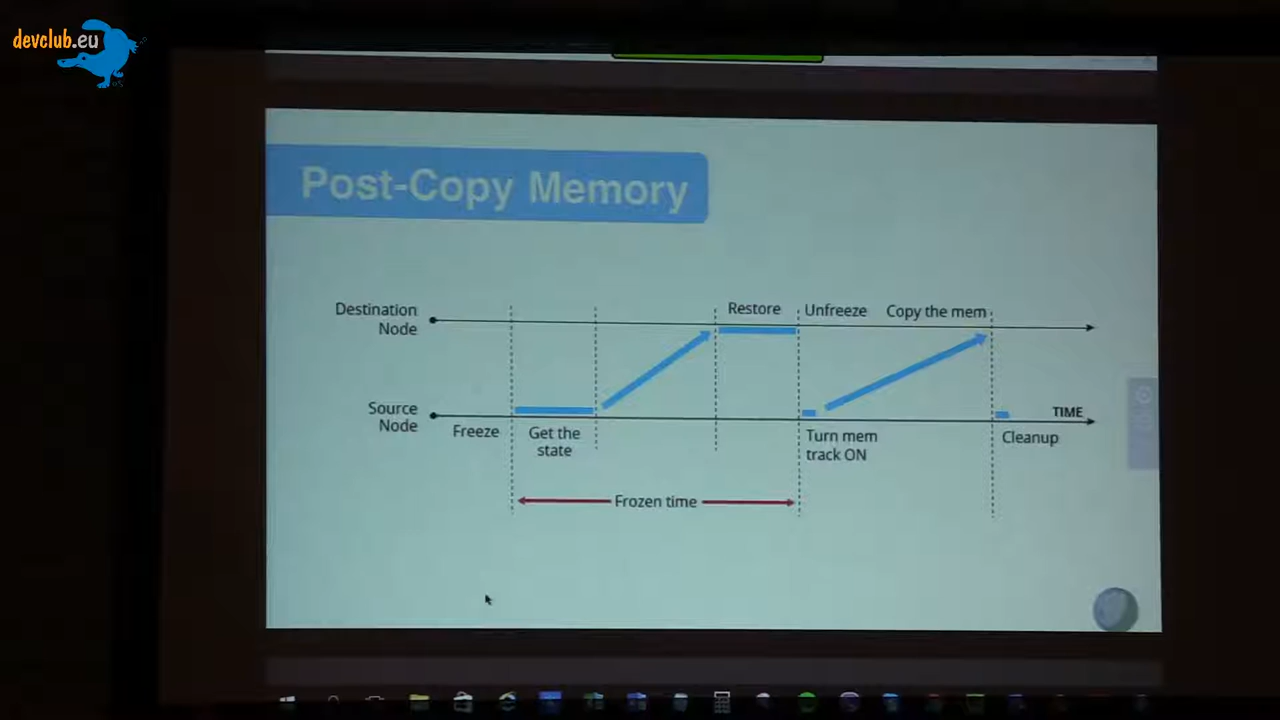 devclub.eu
Post-Copy Memory
Destination
Node
Restore
Unfreeze
Copy the mem
Source
Node
TIME
Freeze
Get the
state
Turn mem
track ON
Cleanup
Frozen time